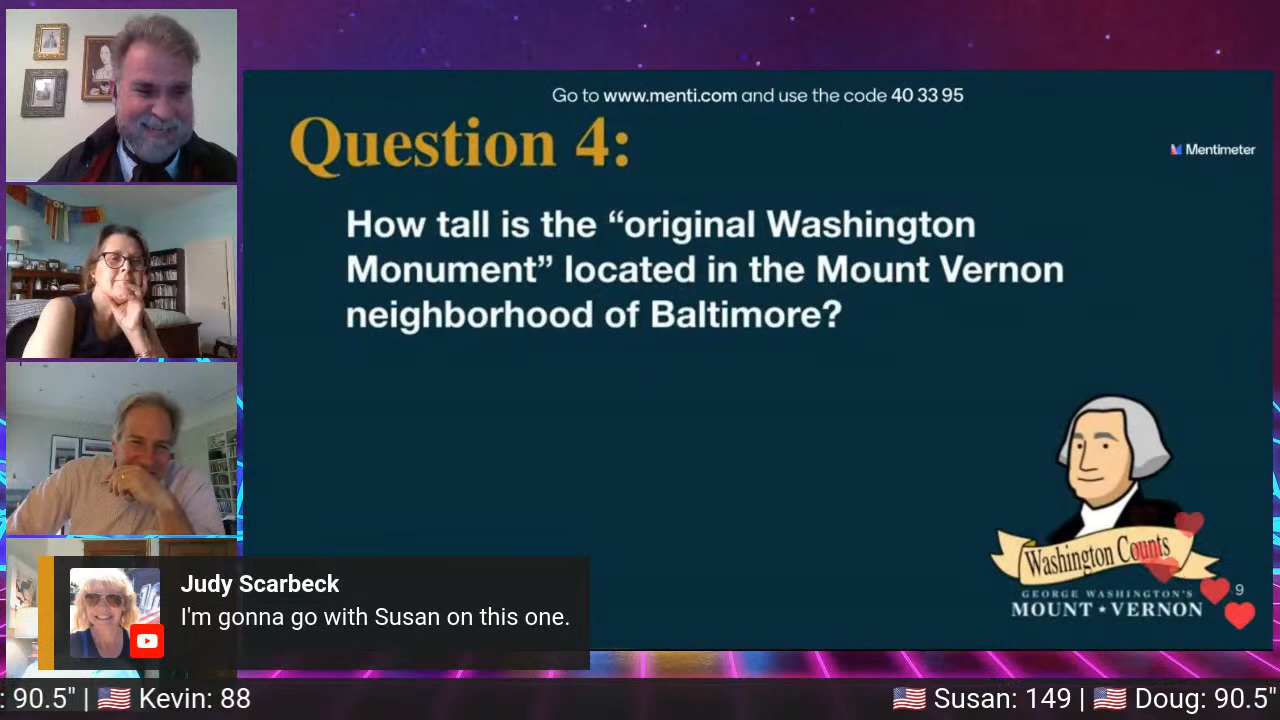 Go to www.menti.com and use the code 40 33 95
Question 4:
Mentimeter
How tall is the “original Washington
Monument” located in the Mount Vernon
neighborhood of Baltimore?
Washington Counts
GEORGE WASHINGTON'S
MOUNT ★ VERNON
9
Judy Scarbeck
I'm gonna go with Susan on this one.
: 90.5" | 🇺🇸 Kevin: 88
🇺🇸 Susan: 149 | 🇺🇸 Doug: 90.5"